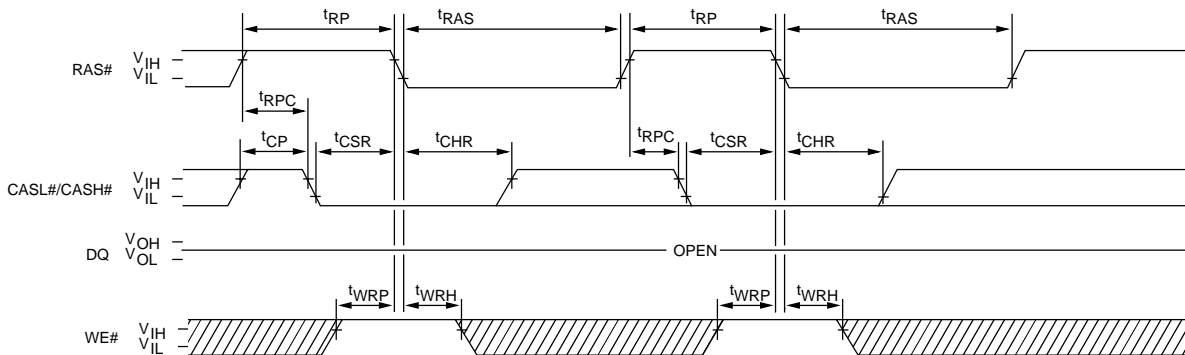 tRP tRAS tRP tRAS
RAS# VIH
VIL
tRPC
tCP tCSR tCHR tRPC tCSR tCHR
CASL#/CASH# VIH
VIL
DQ VOH
VOL
OPEN
tWRP tWRH tWRP tWRH
WE# VIH
VIL